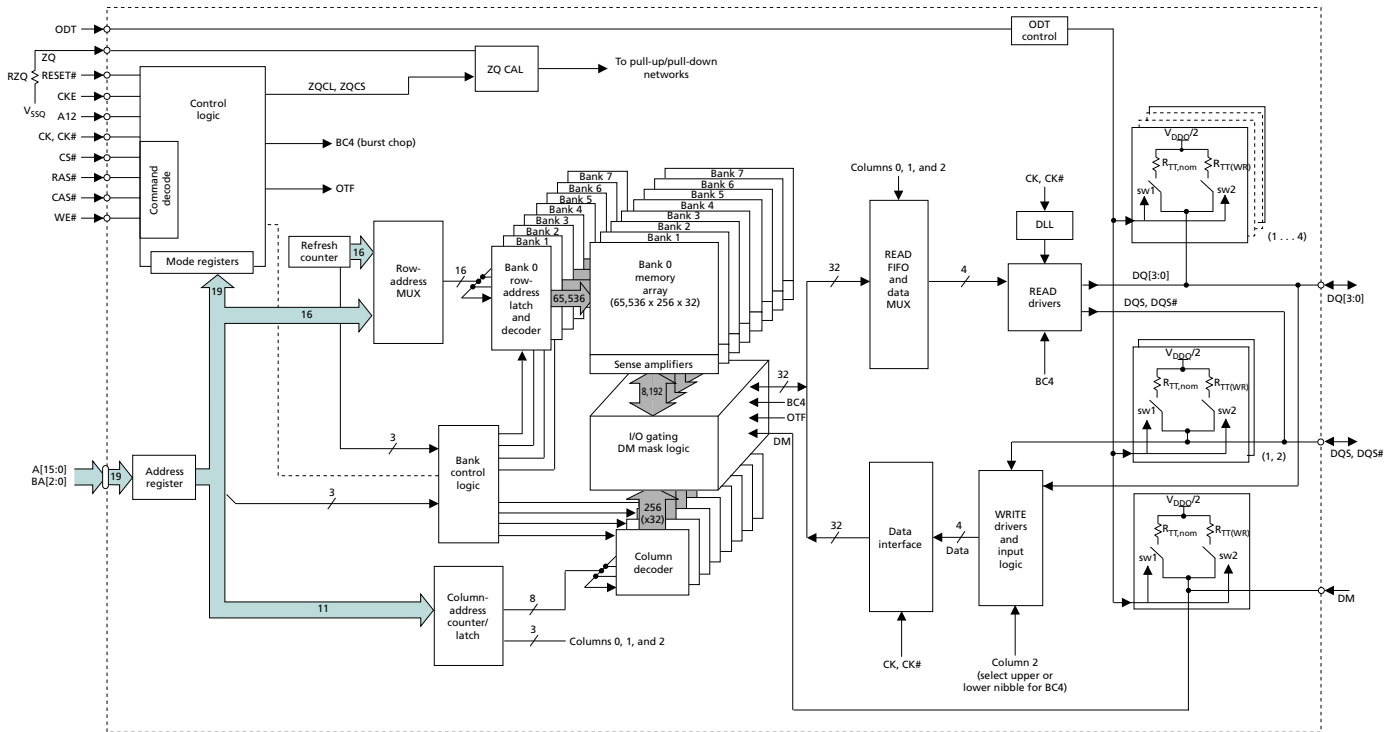 ODT
ODT
control
ZQ
RZQ
RESET#
CKE
VSSQ
A12
CK, CK#
CS#
RAS#
CAS#
WE#
Control
logic
Command
decode
Mode registers
ZQCL, ZQCS
ZQ CAL
To pull-up/pull-down
networks
BC4 (burst chop)
OTF
Refresh
counter
16
Row-
address
MUX
16
19
16
Bank 7
Bank 6
Bank 5
Bank 4
Bank 3
Bank 2
Bank 1
Bank 0
row-
address
latch
and
decoder
65,536
Bank 7
Bank 6
Bank 5
Bank 4
Bank 3
Bank 2
Bank 1
Bank 0
memory
array
(65,536 x 256 x 32)
Sense amplifiers
8,192
I/O gating
DM mask logic
32
BC4
OTF
DM
256
(x32)
Column
decoder
A[15:0]
BA[2:0]
19
Address
register
3
3
Bank
control
logic
11
Column-
address
counter/
latch
8
3
Columns 0, 1, and 2
Columns 0, 1, and 2
32
READ
FIFO
and
data
MUX
4
CK, CK#
DLL
READ
drivers
BC4
DQ[3:0]
DQS, DQS#
32
Data
interface
CK, CK#
4
Data
WRITE
drivers
and
input
logic
Column 2
(select upper or
lower nibble for BC4)
VDDQ/2
RTT,nom
RTT(WR)
sw1
sw2
(1 . . . 4)
DQ[3:0]
VDDQ/2
RTT,nom
RTT(WR)
sw1
sw2
(1, 2)
DQS, DQS#
VDDQ/2
RTT,nom
RTT(WR)
sw1
sw2
DM